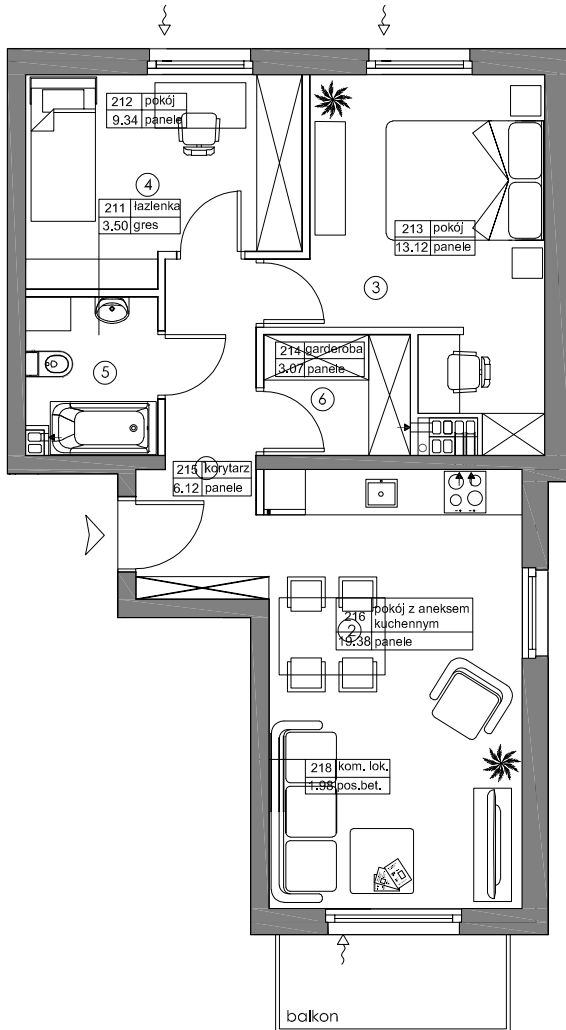 212 pokój
9.34 panele
4
211 łazienka
3.50 gres
213 pokój
13.12 panele
3
214 garderoba
3.07 panele
5
6
215 korytarz
6.12 panele
216 pokój z aneksem
kuchennym
2
19.38 panele
218 kom. lok.
1.98 pos.bet.
balkon